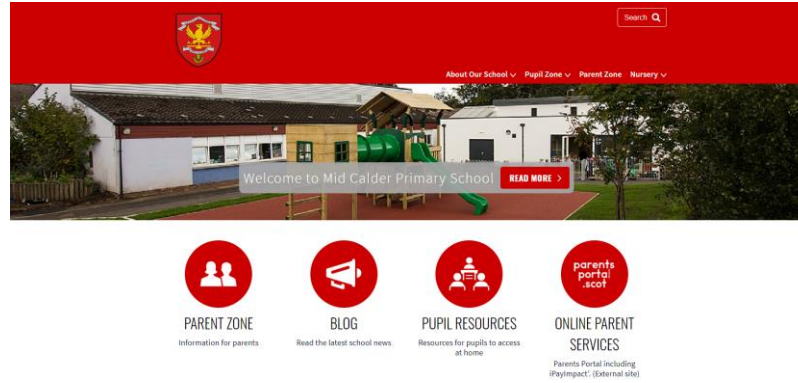 Search
About Our School
Pupil Zone
Parent Zone
Nursery
Welcome to Mid Calder Primary School
READ MORE >
parents
portal
.scot
PARENT ZONE
Information for parents
BLOG
Read the latest school news
PUPIL RESOURCES
Resources for pupils to access
at home
ONLINE PARENT
SERVICES
Parents Portal including
iPayImpact'. (External site)